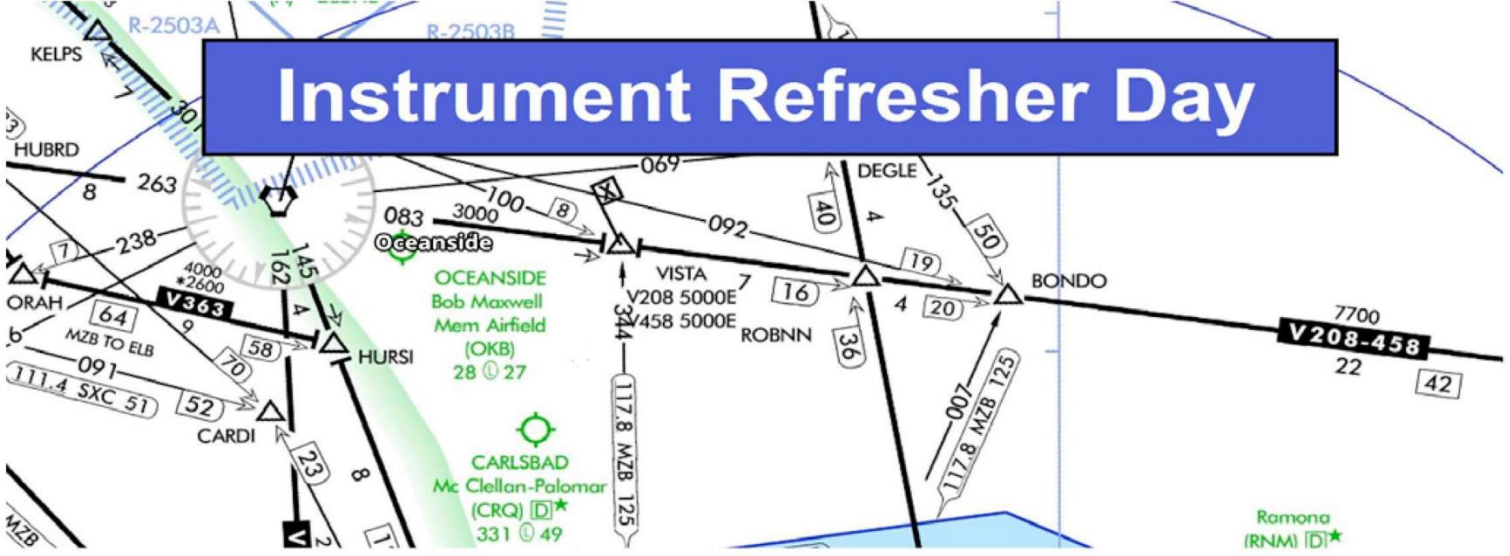 R-2503A
R-2503B
KELPS
7
301
Instrument Refresher Day
HUBRD
8
263
069
DEGLE
135
100
8
083
3000
Oceanside
092
40
4
50
7
238
162
145
19
ORAH
4000
*2600
V363
64
9
MZB TO ELB
4
OCEANSIDE
Bob Maxwell
Mem Airfield
(OKB)
28 Ⓛ 27
VISTA
V208 5000E
V458 5000E
7
16
ROBNN
4
20
BONDO
7700
V208-458
22
42
344
36
58
HURSI
6
091
70
111.4 SXC 51
52
CARDI
23
8
007
117.8 MZB 125
117.8 MZB 125
CARLSBAD
Mc Clellan-Palomar
(CRQ) D★
331 Ⓛ 49
MZB
V
2
Ramona
(RNM) D★